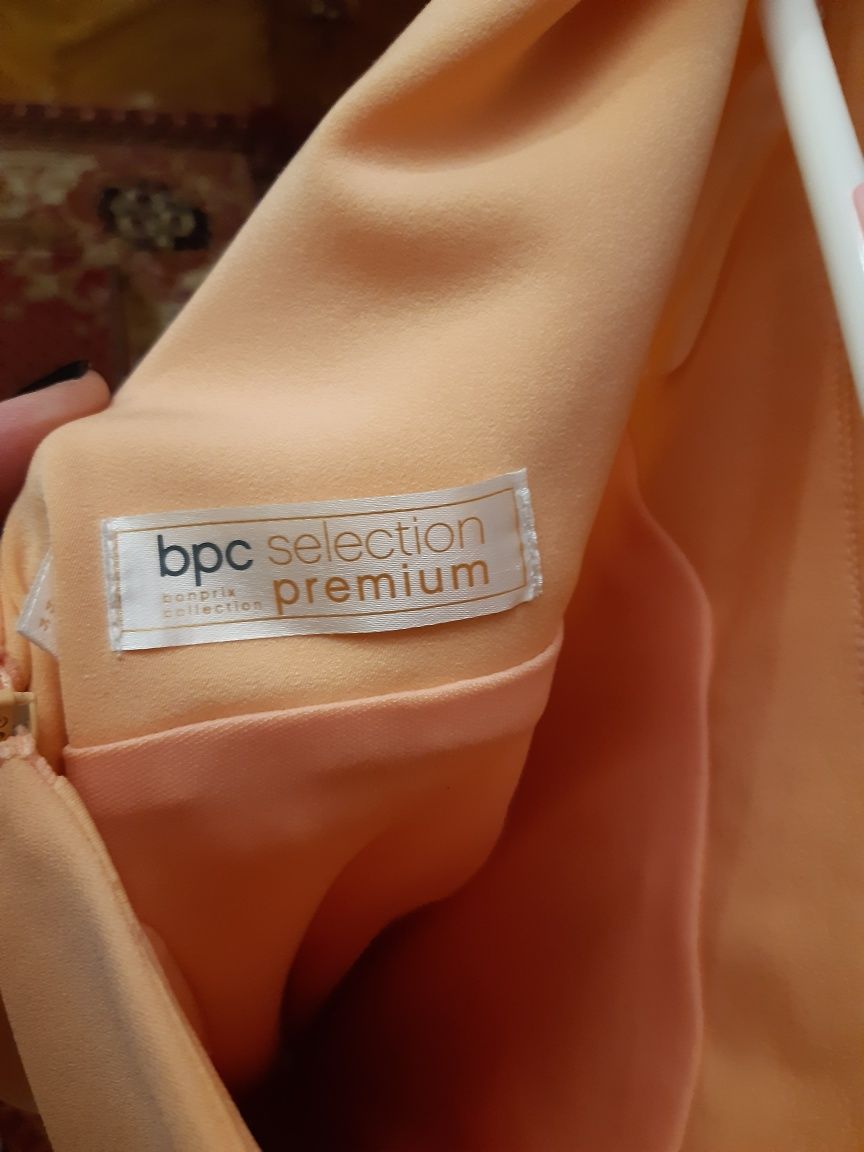 bpc selection
bonprix premium
collection